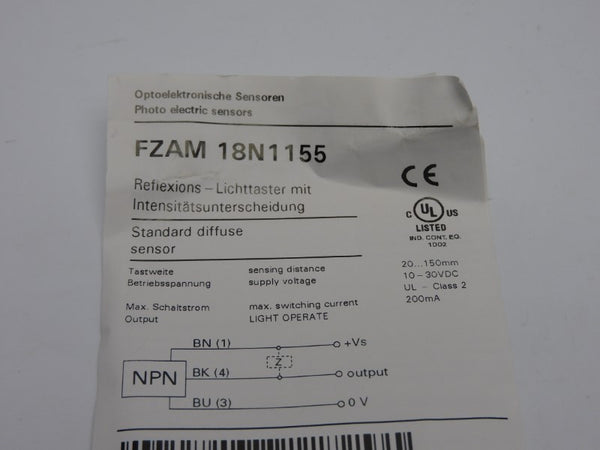 Optoelektronische Sensoren
Photo electric sensors
FZAM 18N1155
CE
Reflexions – Lichttaster mit
Intensitätsunterscheidung
C UL US
LISTED
IND. CONT. EQ.
1002
Standard diffuse
sensor
Tastweite sensing distance 20...150mm
Betriebsspannung supply voltage 10 – 30VDC
UL – Class 2
Max. Schaltstrom max. switching current 200mA
Output LIGHT OPERATE
BN (1) +Vs
Z
NPN BK (4) output
BU (3) 0 V